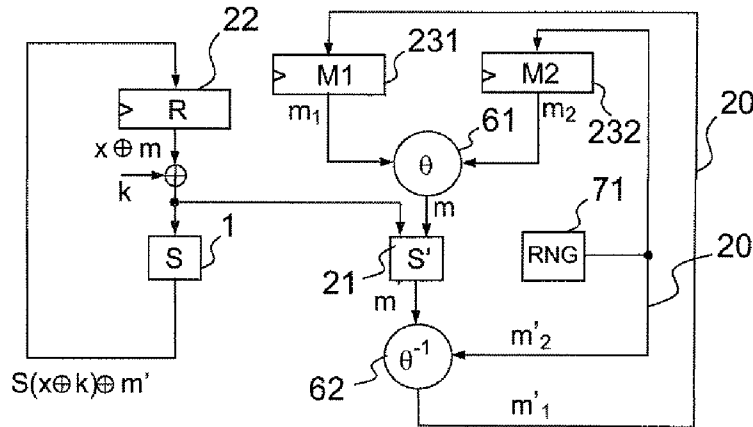 22
231
M1
M2
R
m₁
61
m₂
232
20
x ⊕ m
θ
k
m
71
1
S
21
S'
RNG
20
m
m'₂
θ⁻¹
S(x⊕k)⊕ m'
62
m'₁